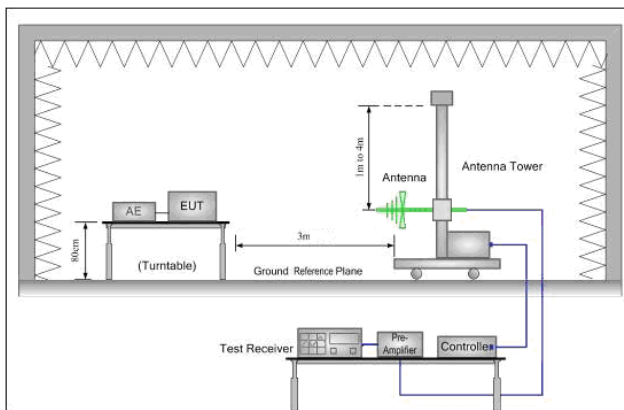 1m to 4m
Antenna
Antenna Tower
AE
EUT
80cm
(Turntable)
3m
Ground Reference Plane
Test Receiver
Pre-
Amplifier
Controller